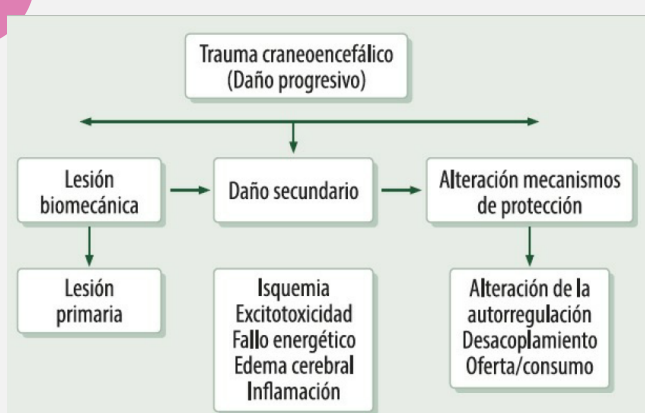 Trauma craneoencefálico
(Daño progresivo)
Lesión
biomecánica
Daño secundario
Alteración mecanismos
de protección
Lesión
primaria
Isquemia
Excitotoxicidad
Fallo energético
Edema cerebral
Inflamación
Alteración de la
autorregulación
Desacoplamiento
Oferta/consumo